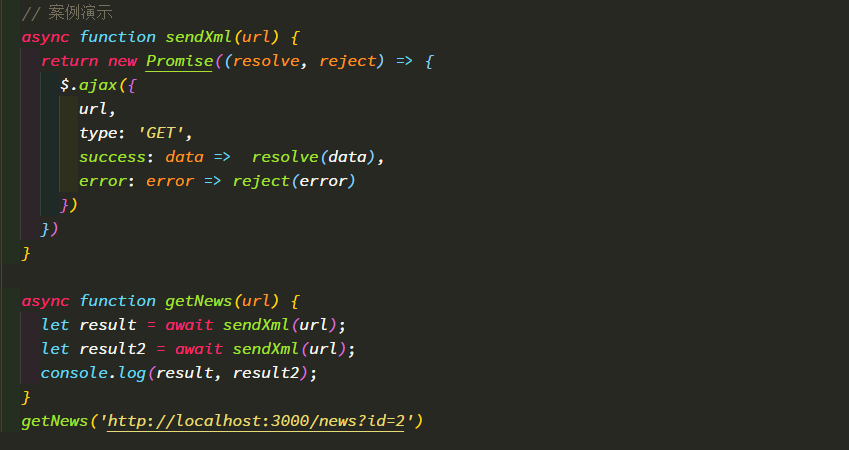 // 案例演示
async function sendXml(url) {
  return new Promise((resolve, reject) => {
    $.ajax({
      url,
      type: 'GET',
      success: data =>  resolve(data),
      error: error => reject(error)
    })
  })
}
async function getNews(url) {
  let result = await sendXml(url);
  let result2 = await sendXml(url);
  console.log(result, result2);
}
getNews('http://localhost:3000/news?id=2')